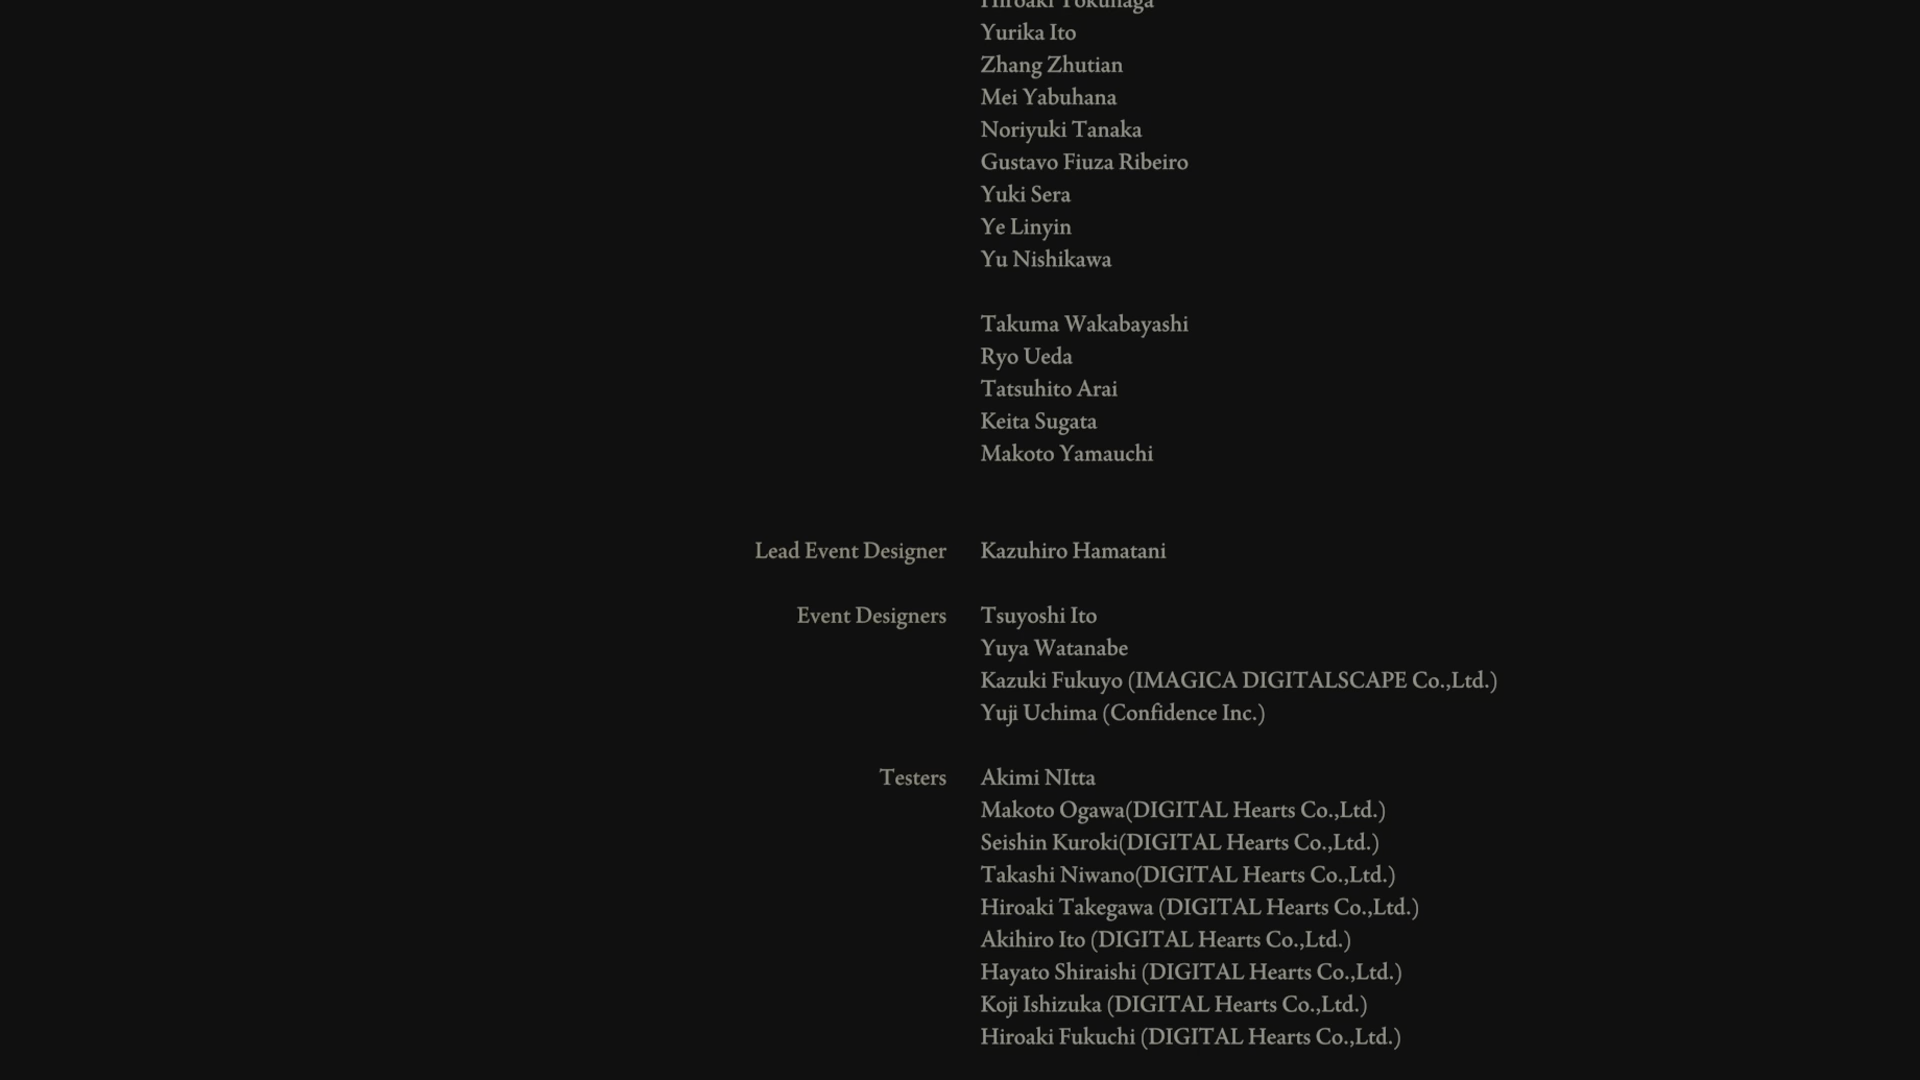 Hiroaki Tokunaga
Yurika Ito
Zhang Zhutian
Mei Yabuhana
Noriyuki Tanaka
Gustavo Fiuza Ribeiro
Yuki Sera
Ye Linyin
Yu Nishikawa
Takuma Wakabayashi
Ryo Ueda
Tatsuhito Arai
Keita Sugata
Makoto Yamauchi
Lead Event Designer Kazuhiro Hamatani
Event Designers Tsuyoshi Ito
Yuya Watanabe
Kazuki Fukuyo (IMAGICA DIGITALSCAPE Co.,Ltd.)
Yuji Uchima (Confidence Inc.)
Testers Akimi NItta
Makoto Ogawa(DIGITAL Hearts Co.,Ltd.)
Seishin Kuroki(DIGITAL Hearts Co.,Ltd.)
Takashi Niwano(DIGITAL Hearts Co.,Ltd.)
Hiroaki Takegawa (DIGITAL Hearts Co.,Ltd.)
Akihiro Ito (DIGITAL Hearts Co.,Ltd.)
Hayato Shiraishi (DIGITAL Hearts Co.,Ltd.)
Koji Ishizuka (DIGITAL Hearts Co.,Ltd.)
Hiroaki Fukuchi (DIGITAL Hearts Co.,Ltd.)